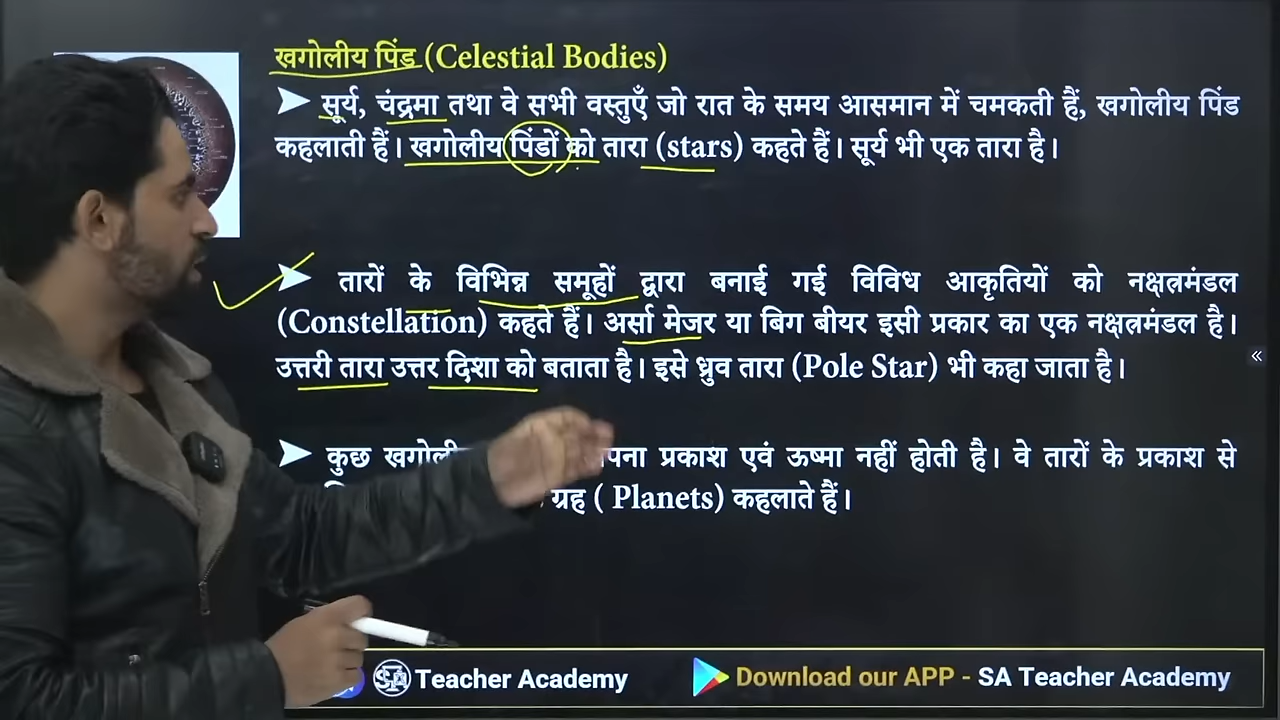 खगोलीय पिंड (Celestial Bodies)
➤ सूर्य, चंद्रमा तथा वे सभी वस्तुएँ जो रात के समय आसमान में चमकती हैं, खगोलीय पिंड
कहलाती हैं। खगोलीय पिंडों को तारा (stars) कहते हैं। सूर्य भी एक तारा है।
➤ तारों के विभिन्न समूहों द्वारा बनाई गई विविध आकृतियों को नक्षत्रमंडल
(Constellation) कहते हैं। अर्सा मेजर या बिग बीयर इसी प्रकार का एक नक्षत्रमंडल है।
उत्तरी तारा उत्तर दिशा को बताता है। इसे ध्रुव तारा (Pole Star) भी कहा जाता है।
➤ कुछ प्रकाश एवं ऊष्मा नहीं होती है। वे तारों के प्रकाश से
ग्रह ( Planets) कहलाते हैं।
Teacher Academy
Download our APP - SA Teacher Academy